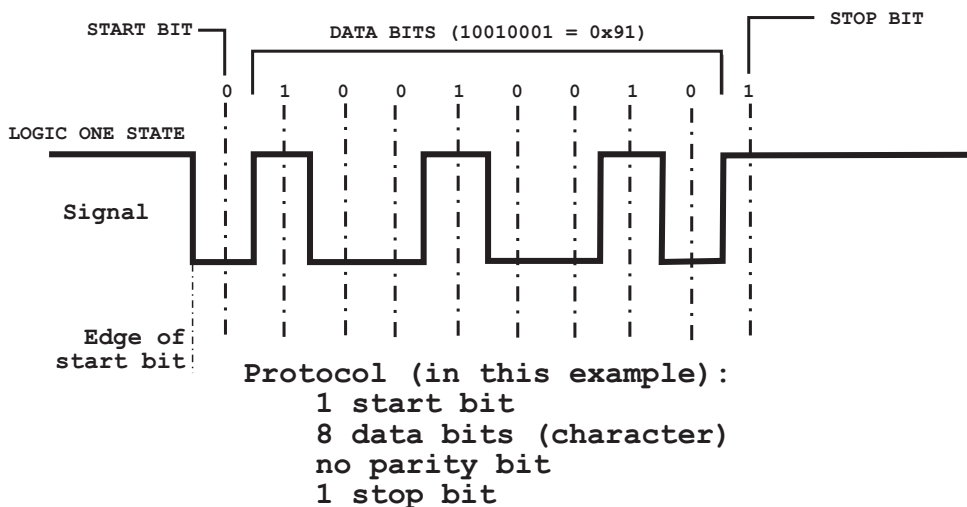 START BIT
DATA BITS (10010001 = 0x91)
STOP BIT
0 1 0 0 1 0 0 1 0 1
LOGIC ONE STATE
Signal
Edge of
start bit
Protocol (in this example):
1 start bit
8 data bits (character)
no parity bit
1 stop bit